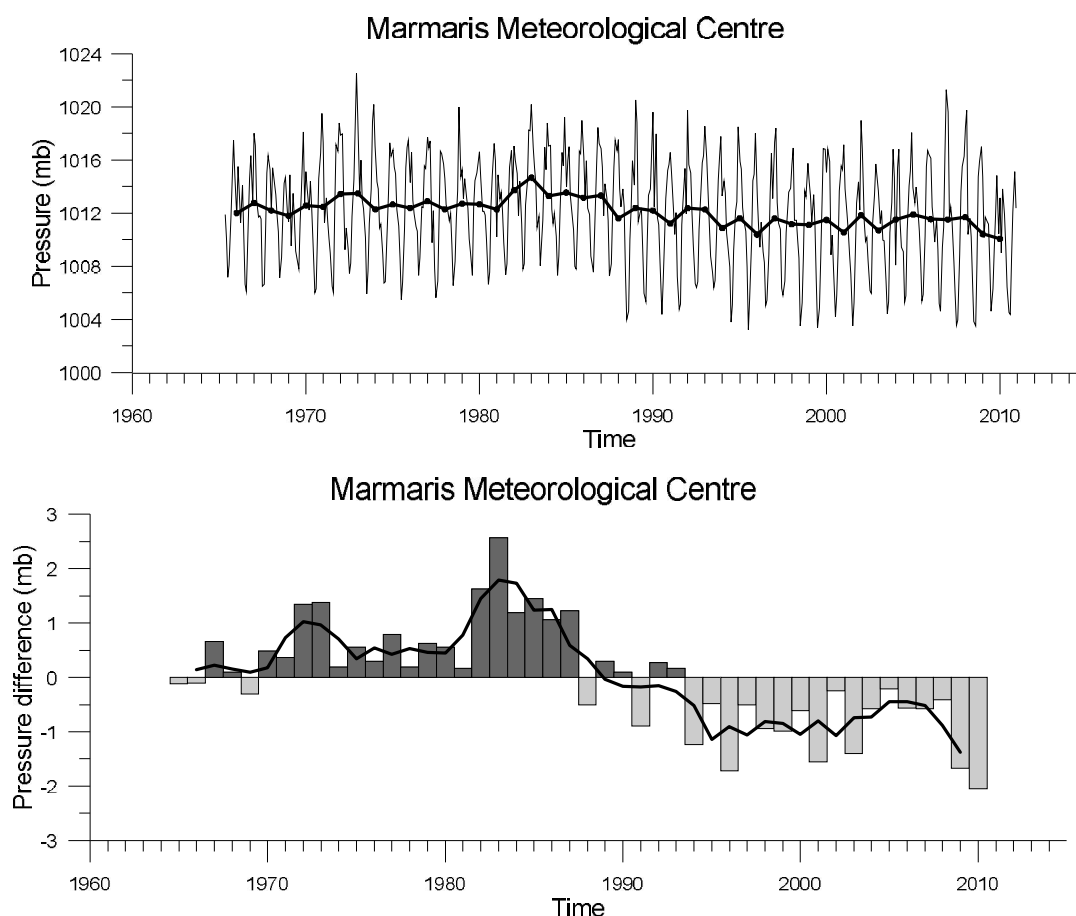 Marmaris Meteorological Centre
1024
1020
1016
1012
1008
1004
1000
Pressure (mb)
1960 1970 1980 1990 2000 2010
Time
Marmaris Meteorological Centre
3
2
1
0
-1
-2
-3
Pressure difference (mb)
1960 1970 1980 1990 2000 2010
Time